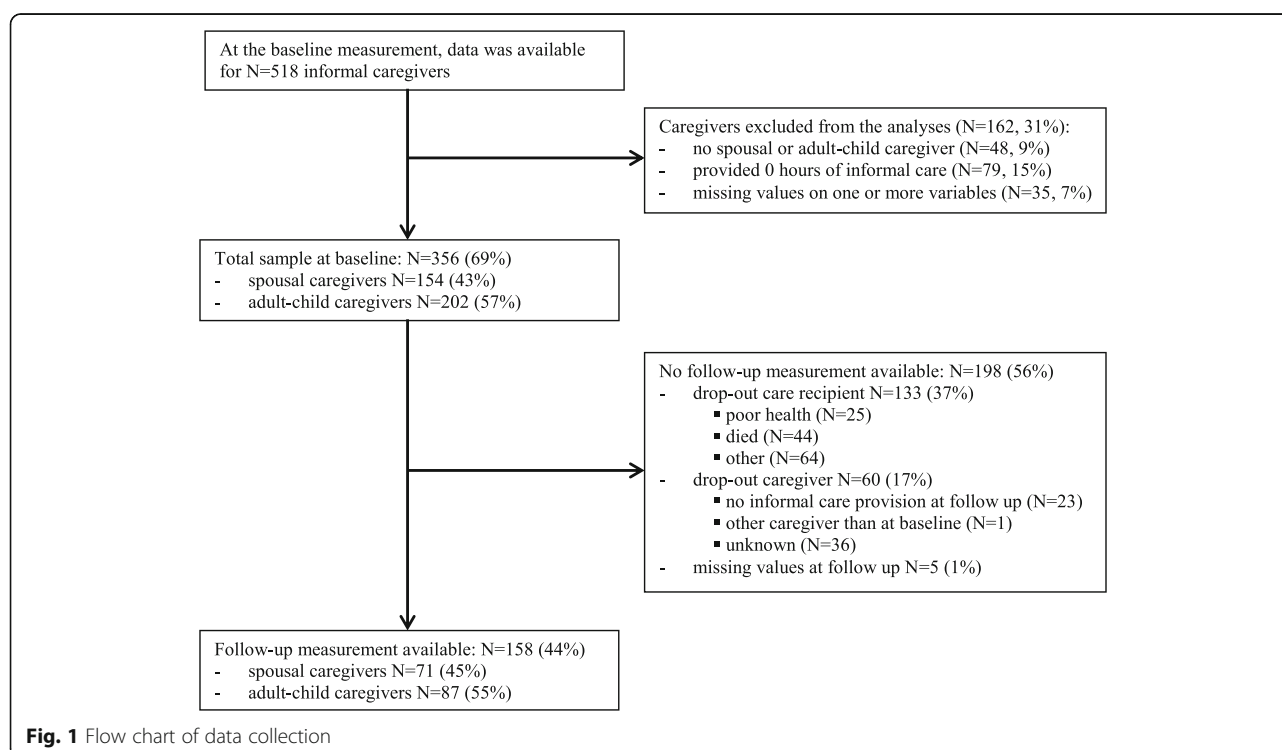 At the baseline measurement, data was available
for N=518 informal caregivers
Caregivers excluded from the analyses (N=162, 31%):
- no spousal or adult-child caregiver (N=48, 9%)
- provided 0 hours of informal care (N=79, 15%)
- missing values on one or more variables (N=35, 7%)
Total sample at baseline: N=356 (69%)
- spousal caregivers N=154 (43%)
- adult-child caregivers N=202 (57%)
No follow-up measurement available: N=198 (56%)
- drop-out care recipient N=133 (37%)
▪ poor health (N=25)
▪ died (N=44)
▪ other (N=64)
- drop-out caregiver N=60 (17%)
▪ no informal care provision at follow up (N=23)
▪ other caregiver than at baseline (N=1)
▪ unknown (N=36)
- missing values at follow up N=5 (1%)
Follow-up measurement available: N=158 (44%)
- spousal caregivers N=71 (45%)
- adult-child caregivers N=87 (55%)
Fig. 1 Flow chart of data collection